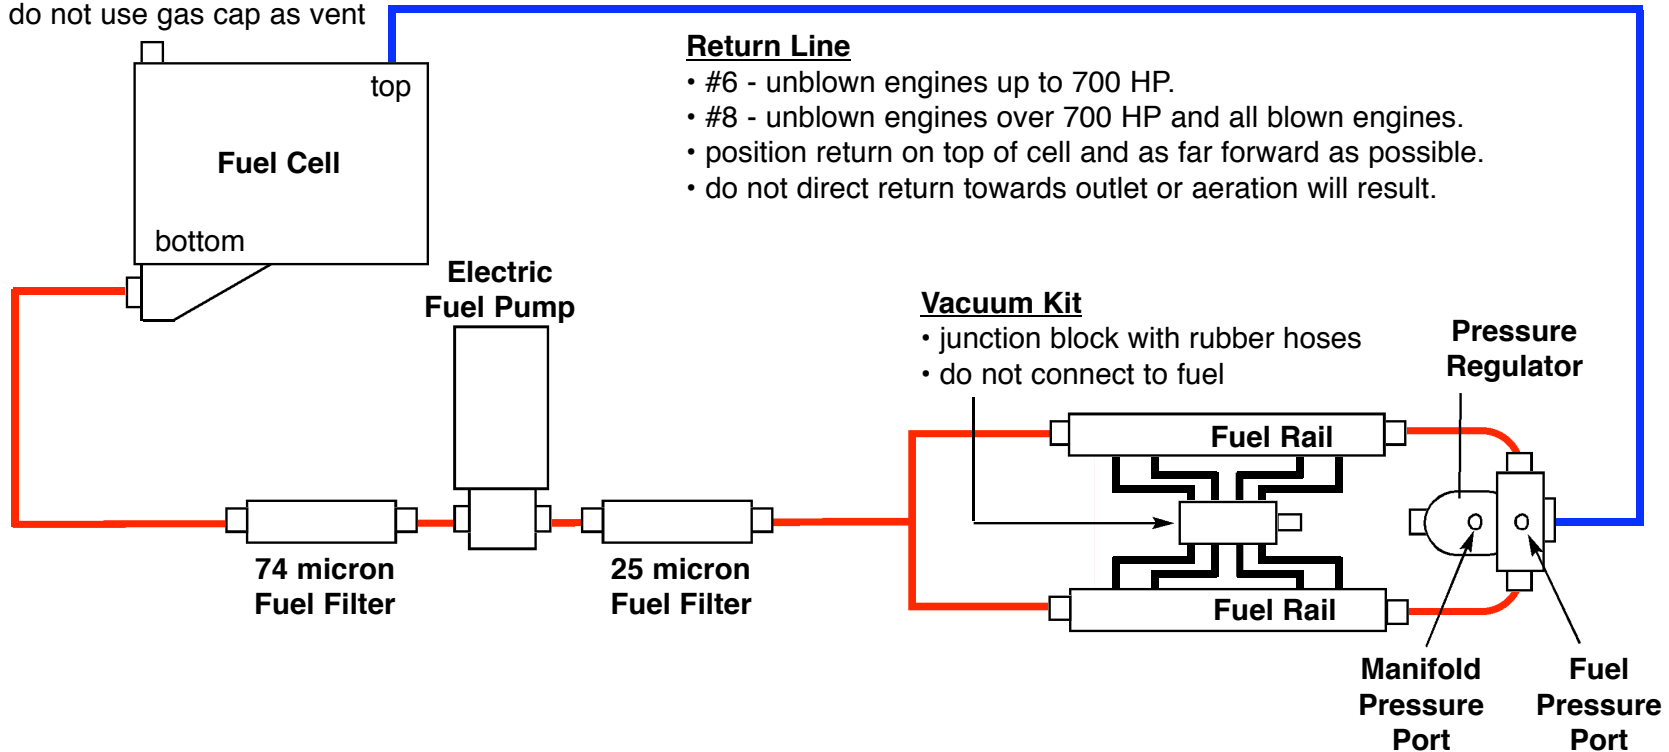 do not use gas cap as vent
top
Fuel Cell
bottom
Return Line
• #6 - unblown engines up to 700 HP.
• #8 - unblown engines over 700 HP and all blown engines.
• position return on top of cell and as far forward as possible.
• do not direct return towards outlet or aeration will result.
Electric
Fuel Pump
Vacuum Kit
• junction block with rubber hoses
• do not connect to fuel
Pressure
Regulator
Fuel Rail
74 micron
Fuel Filter
25 micron
Fuel Filter
Fuel Rail
Manifold
Pressure
Port
Fuel
Pressure
Port